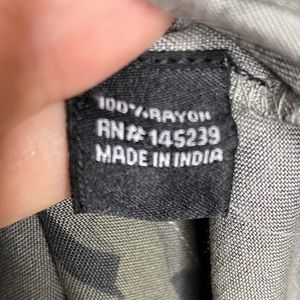 100% RAYON
RN# 145239
MADE IN INDIA